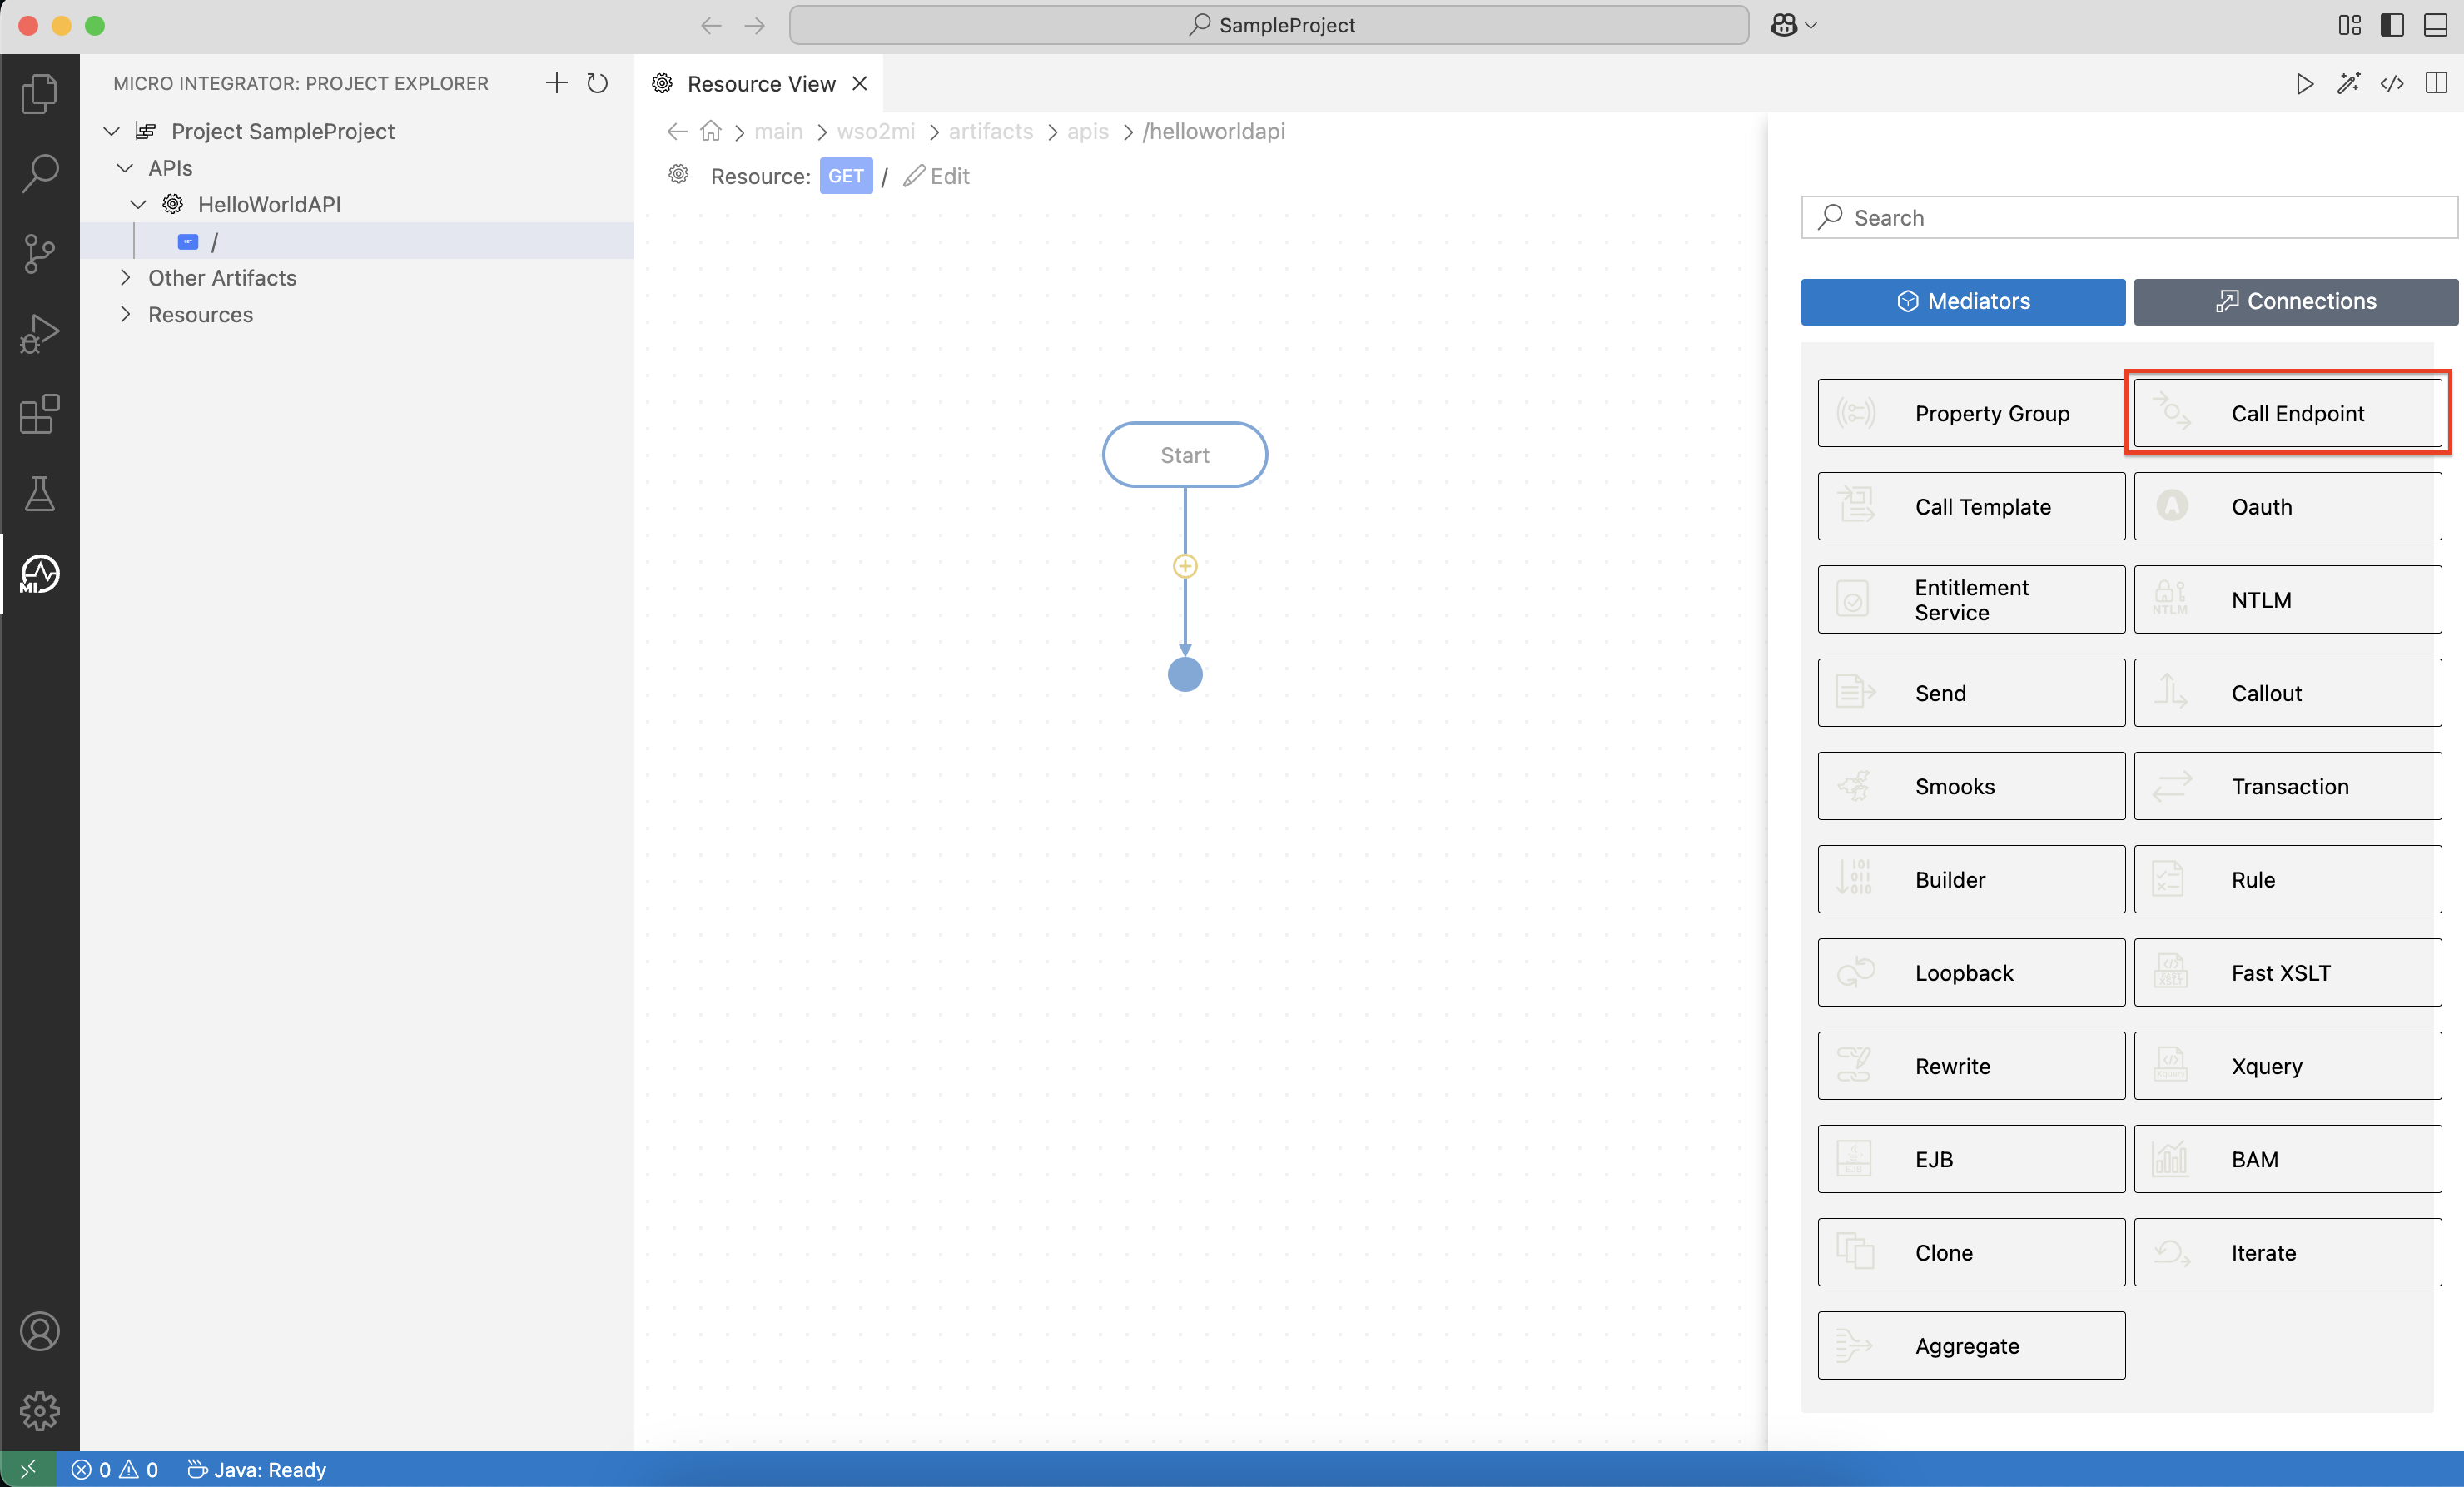 SampleProject
MICRO INTEGRATOR: PROJECT EXPLORER
Project SampleProject
APIs
HelloWorldAPI
/
Other Artifacts
Resources
Resource View
main > wso2mi > artifacts > apis > /helloworldapi
Resource: GET / Edit
Start
Search
Mediators Connections
Property Group Call Endpoint
Call Template Oauth
Entitlement
Service
NTLM
NTLM
Send Callout
Smooks Transaction
Builder Rule
Loopback Fast XSLT
Rewrite Xquery
EJB BAM
Clone Iterate
Aggregate
MI
0 0 Java: Ready